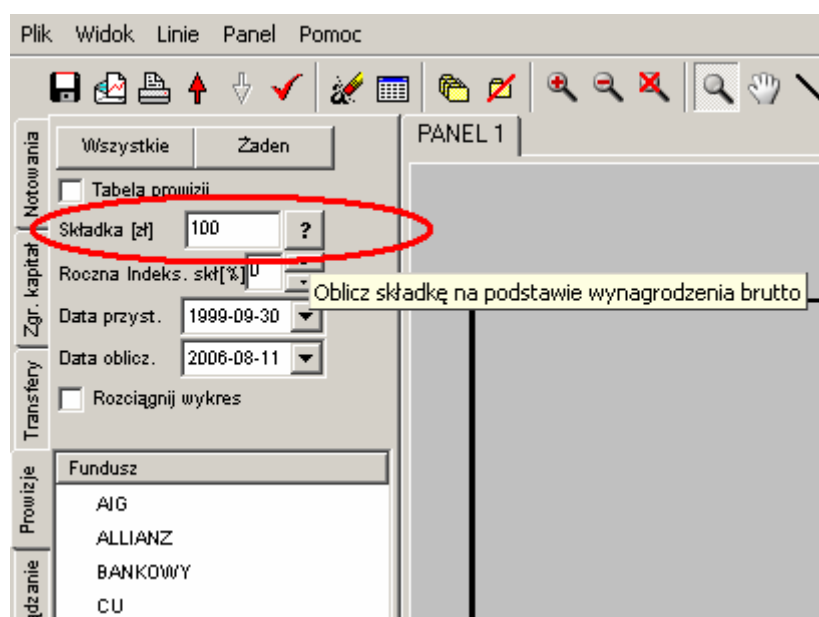 Plik Widok Linie Panel Pomoc
Notowania
Zgr. kapitał
Transfery
Prowizje
Wszystkie Żaden
Tabela prowizji
Składka [zł] 100 ?
Roczna Indeks. skł[%] 0
Oblicz składkę na podstawie wynagrodzenia brutto
Data przyst. 1999-09-30
Data oblicz. 2006-08-11
Rozciągnij wykres
Fundusz
AIG
ALLIANZ
BANKOWY
CU
PANEL 1